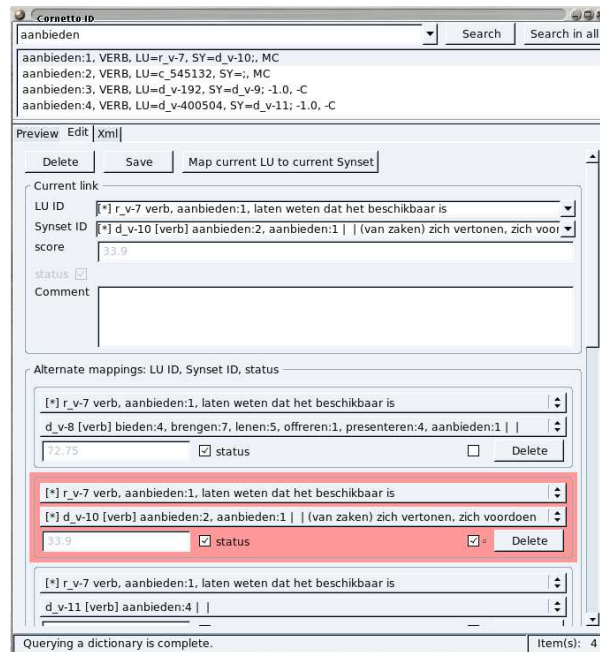 Cornetto ID
aanbieden
Search
Search in all
aanbieden:1, VERB, LU=r_v-7, SY=d_v-10;, MC
aanbieden:2, VERB, LU=c_545132, SY=;, MC
aanbieden:3, VERB, LU=d_v-192, SY=d_v-9; -1.0, -C
aanbieden:4, VERB, LU=d_v-400504, SY=d_v-11; -1.0, -C
Preview Edit Xml
Delete Save Map current LU to current Synset
Current link
LU ID [*] r_v-7 verb, aanbieden:1, laten weten dat het beschikbaar is
Synset ID [*] d_v-10 [verb] aanbieden:2, aanbieden:1 | | (van zaken) zich vertonen, zich voor
score 33.9
status
Comment
Alternate mappings: LU ID, Synset ID, status
[*] r_v-7 verb, aanbieden:1, laten weten dat het beschikbaar is
d_v-8 [verb] bieden:4, brengen:7, lenen:5, offreren:1, presenteren:4, aanbieden:1 | |
72.75 status Delete
[*] r_v-7 verb, aanbieden:1, laten weten dat het beschikbaar is
[*] d_v-10 [verb] aanbieden:2, aanbieden:1 | | (van zaken) zich vertonen, zich voordoen
33.9 status Delete
[*] r_v-7 verb, aanbieden:1, laten weten dat het beschikbaar is
d_v-11 [verb] aanbieden:4 | |
Querying a dictionary is complete. Item(s): 4